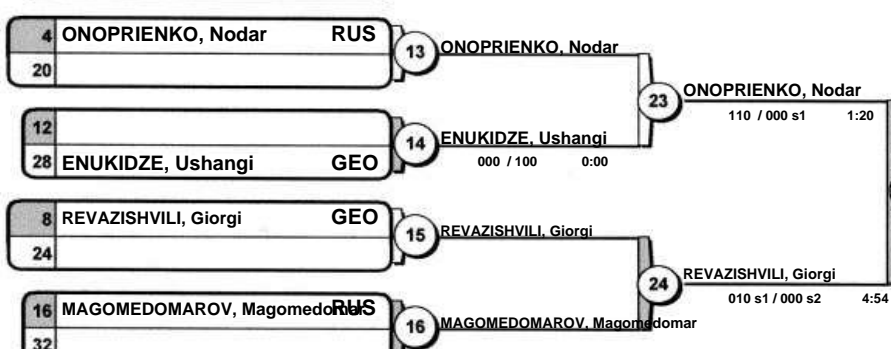 4 ONOPRIENKO, Nodar RUS
20
13 ONOPRIENKO, Nodar
12
28 ENUKIDZE, Ushangi GEO
14 ENUKIDZE, Ushangi
000 / 100 0:00
23 ONOPRIENKO, Nodar
110 / 000 s1 1:20
8 REVAZISHVILI, Giorgi GEO
24
15 REVAZISHVILI, Giorgi
16 MAGOMEDOMAROV, Magomedomar RUS
32
16 MAGOMEDOMAROV, Magomedomar
24 REVAZISHVILI, Giorgi
010 s1 / 000 s2 4:54